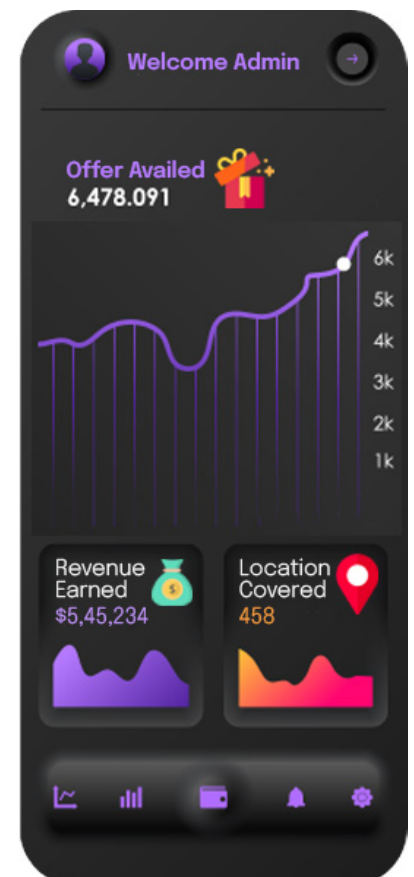 Welcome Admin
Offer Availed
6,478.091
6k
5k
4k
3k
2k
1k
Revenue
Earned
$5,45,234
Location
Covered
458